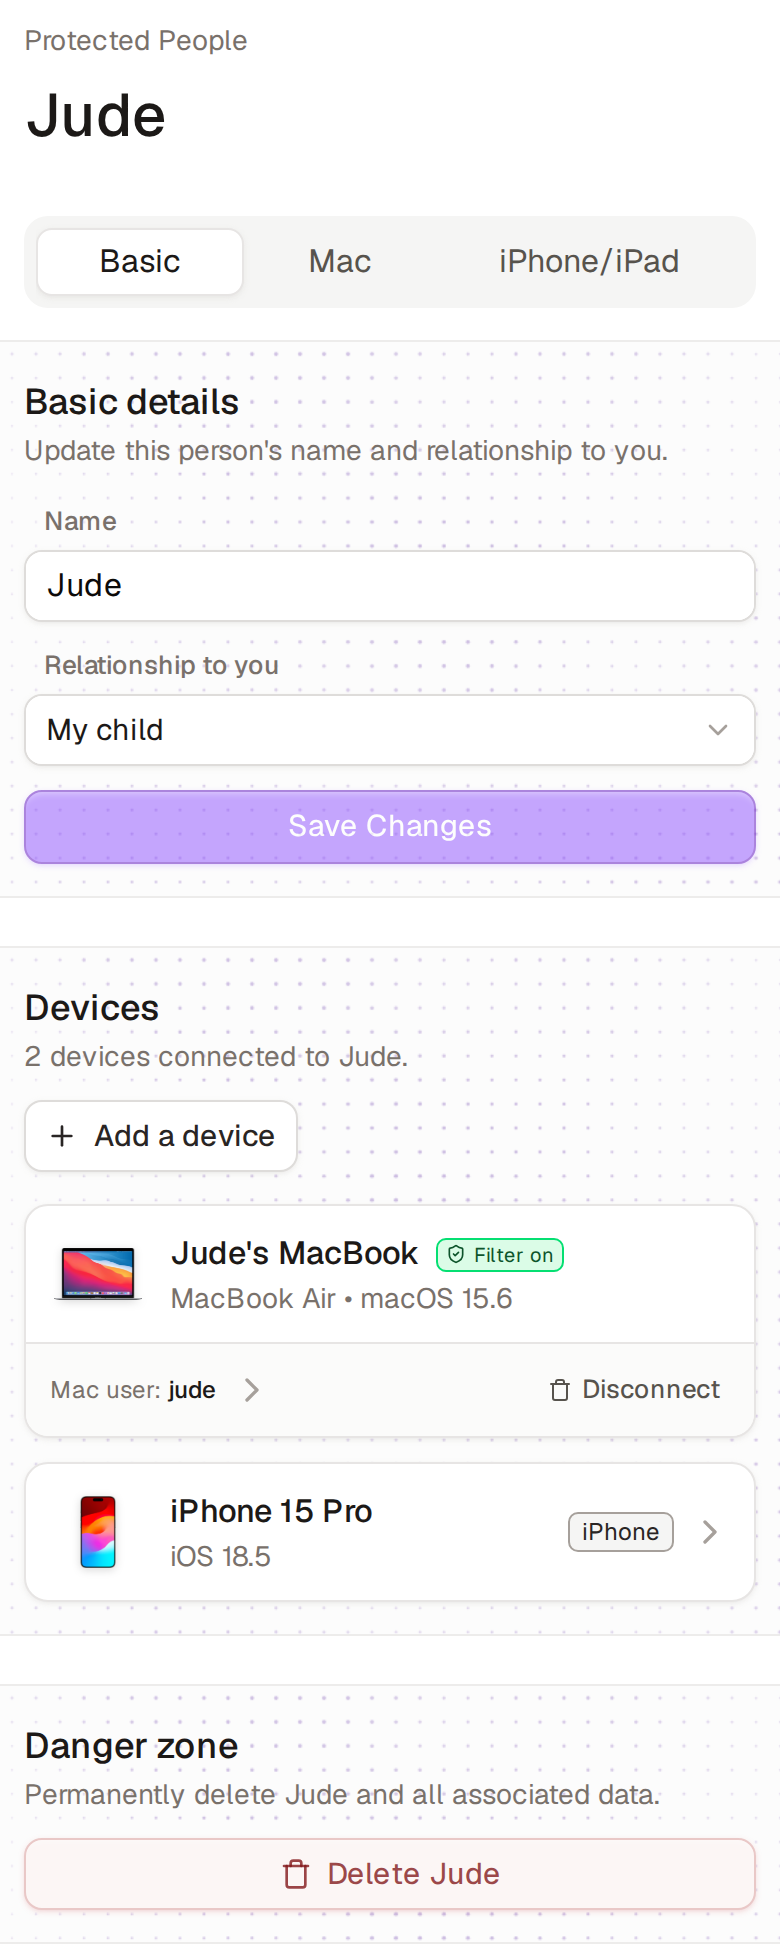 Protected People
Jude
Basic
Mac
iPhone/iPad
Basic details
Update this person's name and relationship to you.
Name
Jude
Relationship to you
My child
Save Changes
Devices
2 devices connected to Jude.
Add a device
Jude's MacBook
Filter on
MacBook Air • macOS 15.6
Mac user: jude
Disconnect
iPhone 15 Pro
iPhone
iOS 18.5
Danger zone
Permanently delete Jude and all associated data.
Delete Jude